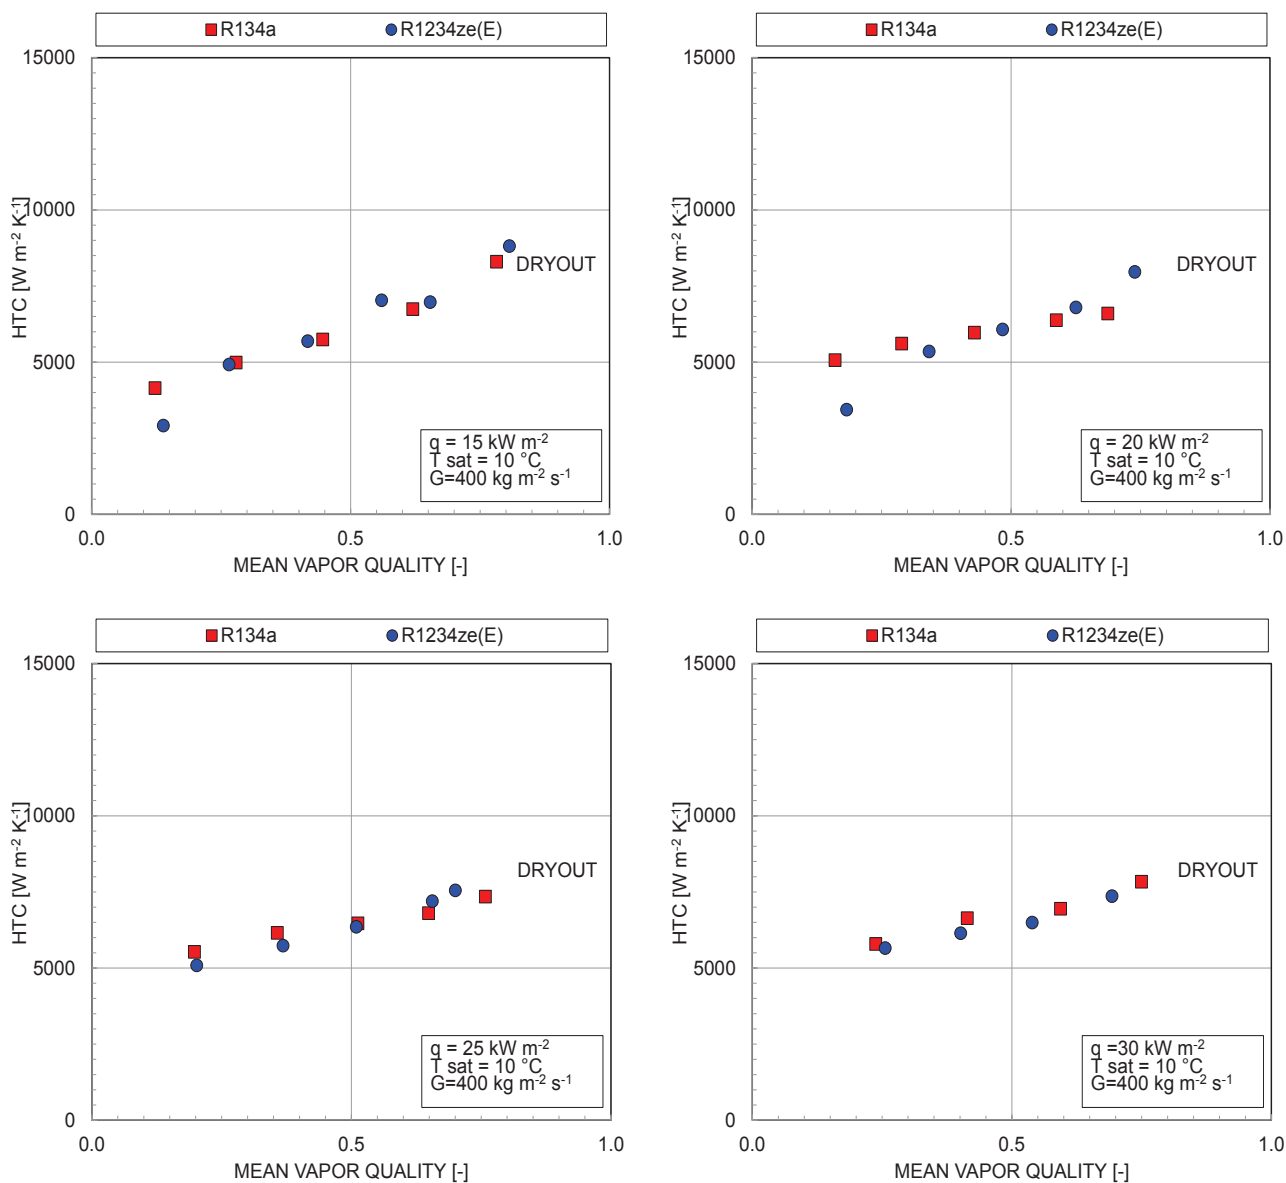 R134a R1234ze(E)
15000
10000
5000
0
HTC [W m-2 K-1]
DRYOUT
q = 15 kW m-2
T sat = 10 °C
G=400 kg m-2 s-1
0.0 0.5 1.0
MEAN VAPOR QUALITY [-]
R134a R1234ze(E)
15000
10000
5000
0
HTC [W m-2 K-1]
DRYOUT
q = 20 kW m-2
T sat = 10 °C
G=400 kg m-2 s-1
0.0 0.5 1.0
MEAN VAPOR QUALITY [-]
R134a R1234ze(E)
15000
10000
5000
0
HTC [W m-2 K-1]
DRYOUT
q = 25 kW m-2
T sat = 10 °C
G=400 kg m-2 s-1
0.0 0.5 1.0
MEAN VAPOR QUALITY [-]
R134a R1234ze(E)
15000
10000
5000
0
HTC [W m-2 K-1]
DRYOUT
q =30 kW m-2
T sat = 10 °C
G=400 kg m-2 s-1
0.0 0.5 1.0
MEAN VAPOR QUALITY [-]